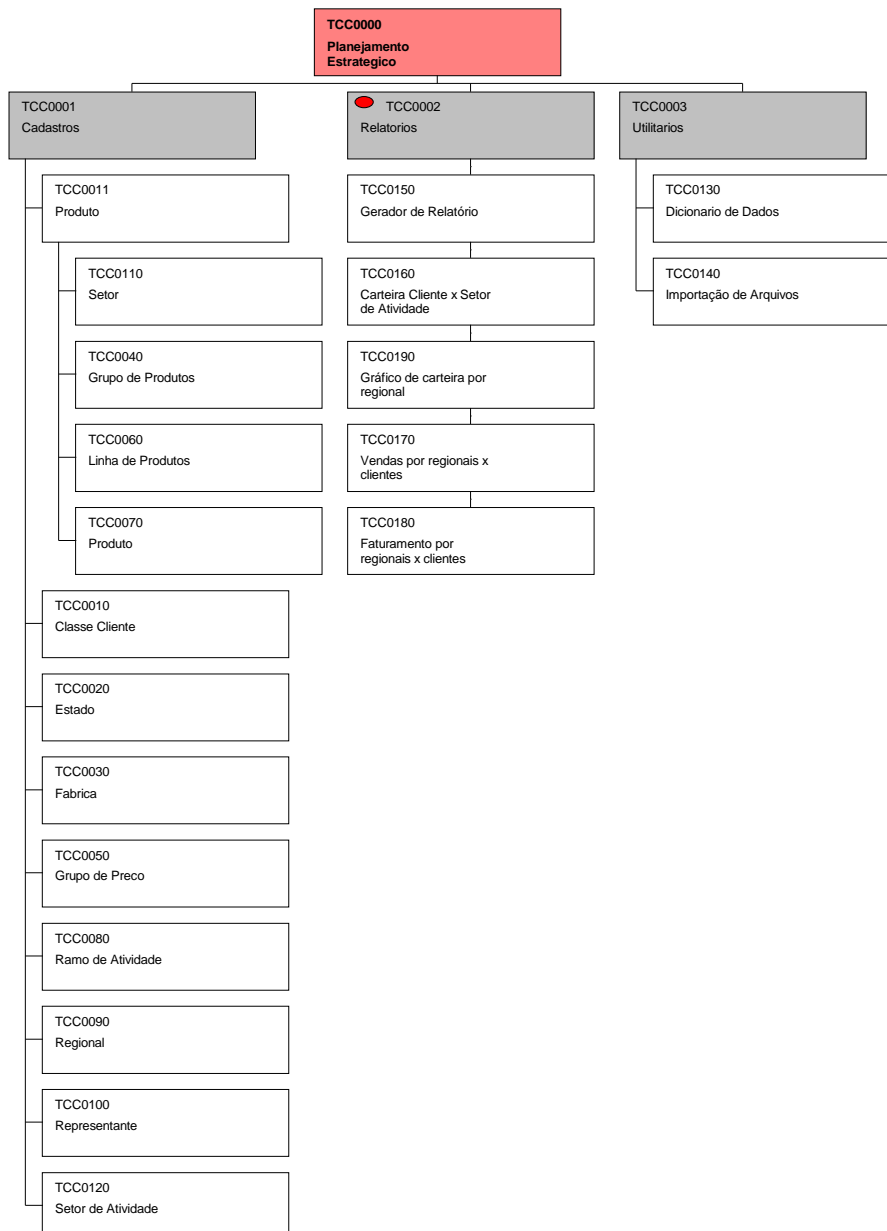 TCC0000
Planejamento
Estrategico
TCC0001
Cadastros
TCC0002
Relatorios
TCC0003
Utilitarios
TCC0011
Produto
TCC0150
Gerador de Relatório
TCC0130
Dicionario de Dados
TCC0110
Setor
TCC0160
Carteira Cliente x Setor
de Atividade
TCC0140
Importação de Arquivos
TCC0040
Grupo de Produtos
TCC0190
Gráfico de carteira por
regional
TCC0060
Linha de Produtos
TCC0170
Vendas por regionais x
clientes
TCC0070
Produto
TCC0180
Faturamento por
regionais x clientes
TCC0010
Classe Cliente
TCC0020
Estado
TCC0030
Fabrica
TCC0050
Grupo de Preco
TCC0080
Ramo de Atividade
TCC0090
Regional
TCC0100
Representante
TCC0120
Setor de Atividade